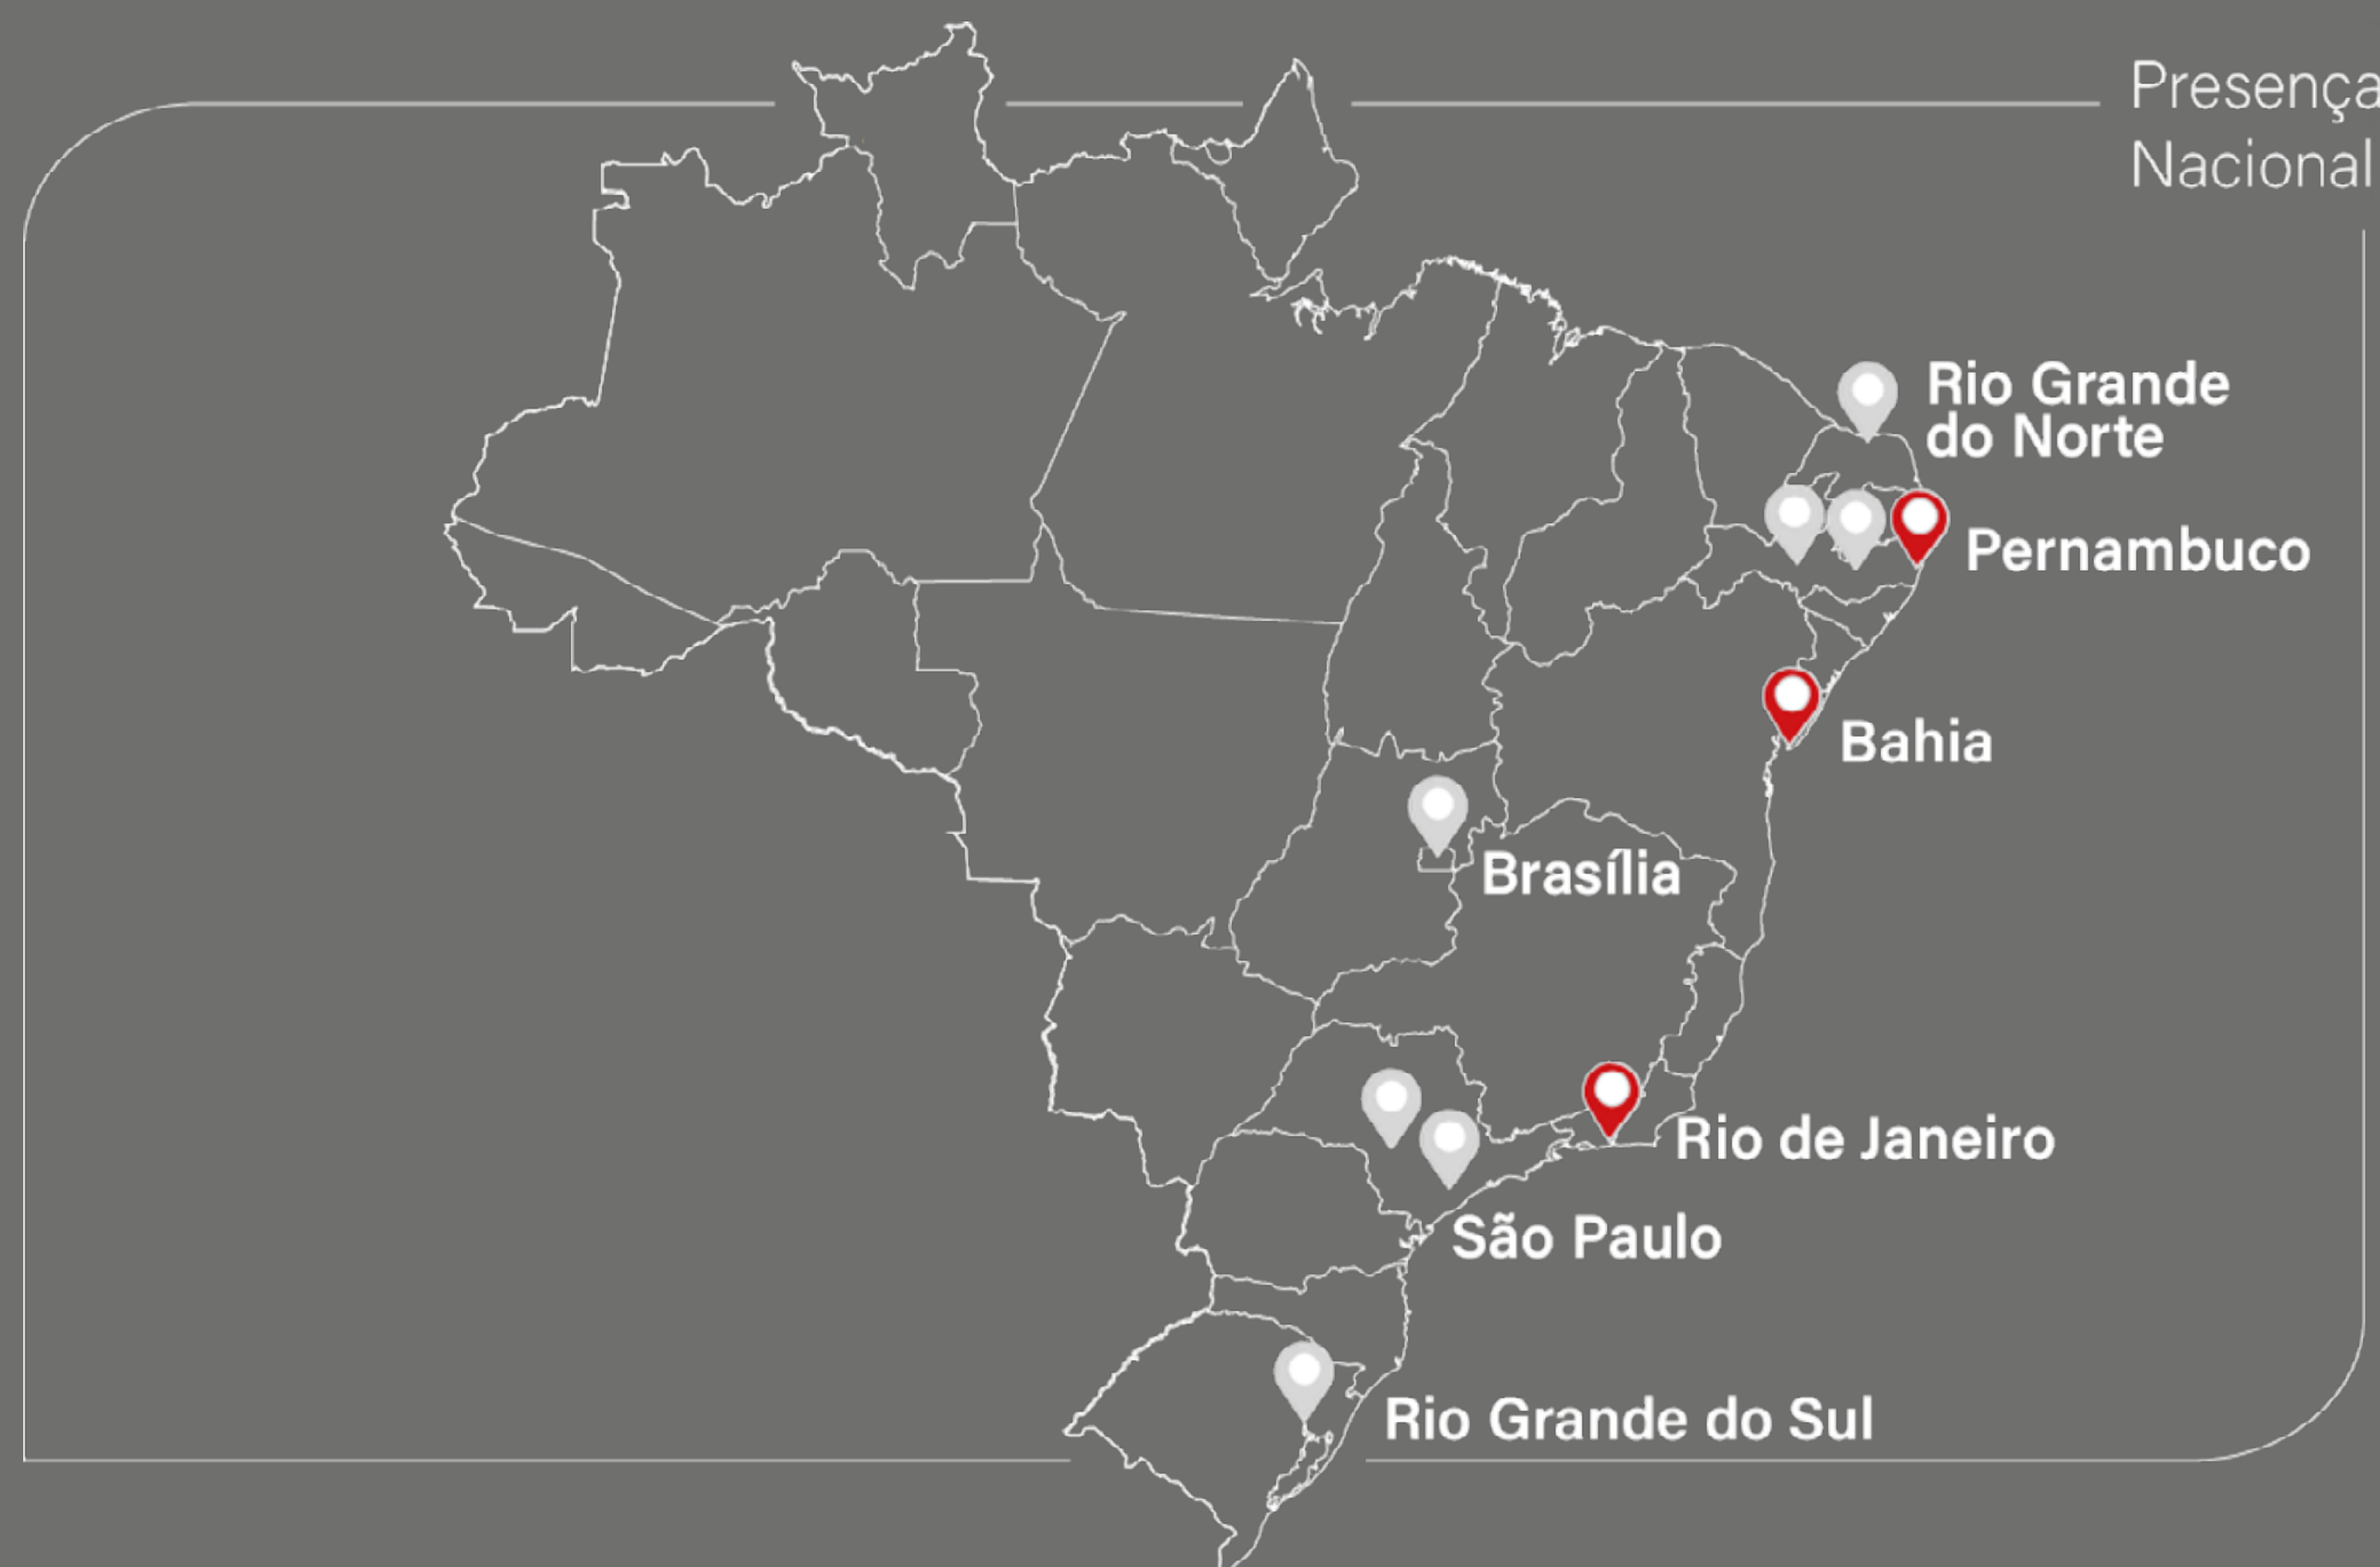 Presença
Nacional
Rio Grande
do Norte
Pernambuco
Bahia
Brasília
Rio de Janeiro
São Paulo
Rio Grande do Sul